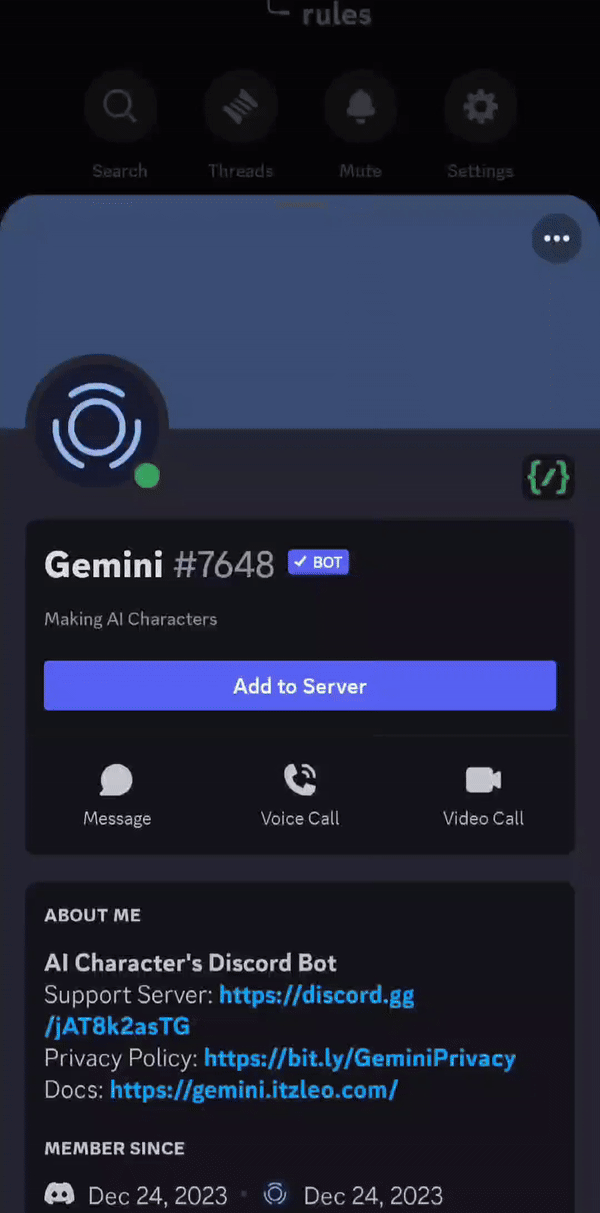 rules
Search Threads Mute Settings
Gemini #7648 ✓ BOT
Making AI Characters
Add to Server
Message Voice Call Video Call
ABOUT ME
AI Character's Discord Bot
Support Server: https://discord.gg
/jAT8k2asTG
Privacy Policy: https://bit.ly/GeminiPrivacy
Docs: https://gemini.itzleo.com/
MEMBER SINCE
Dec 24, 2023 • Dec 24, 2023